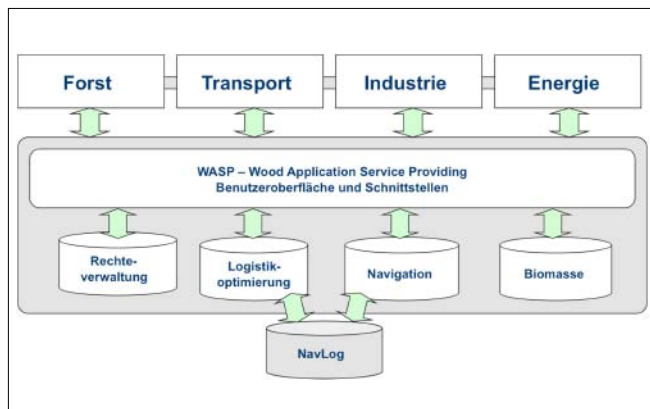 Forst
Transport
Industrie
Energie
WASP – Wood Application Service Providing
Benutzeroberfläche und Schnittstellen
Rechte-
verwaltung
Logistik-
optimierung
Navigation
Biomasse
NavLog